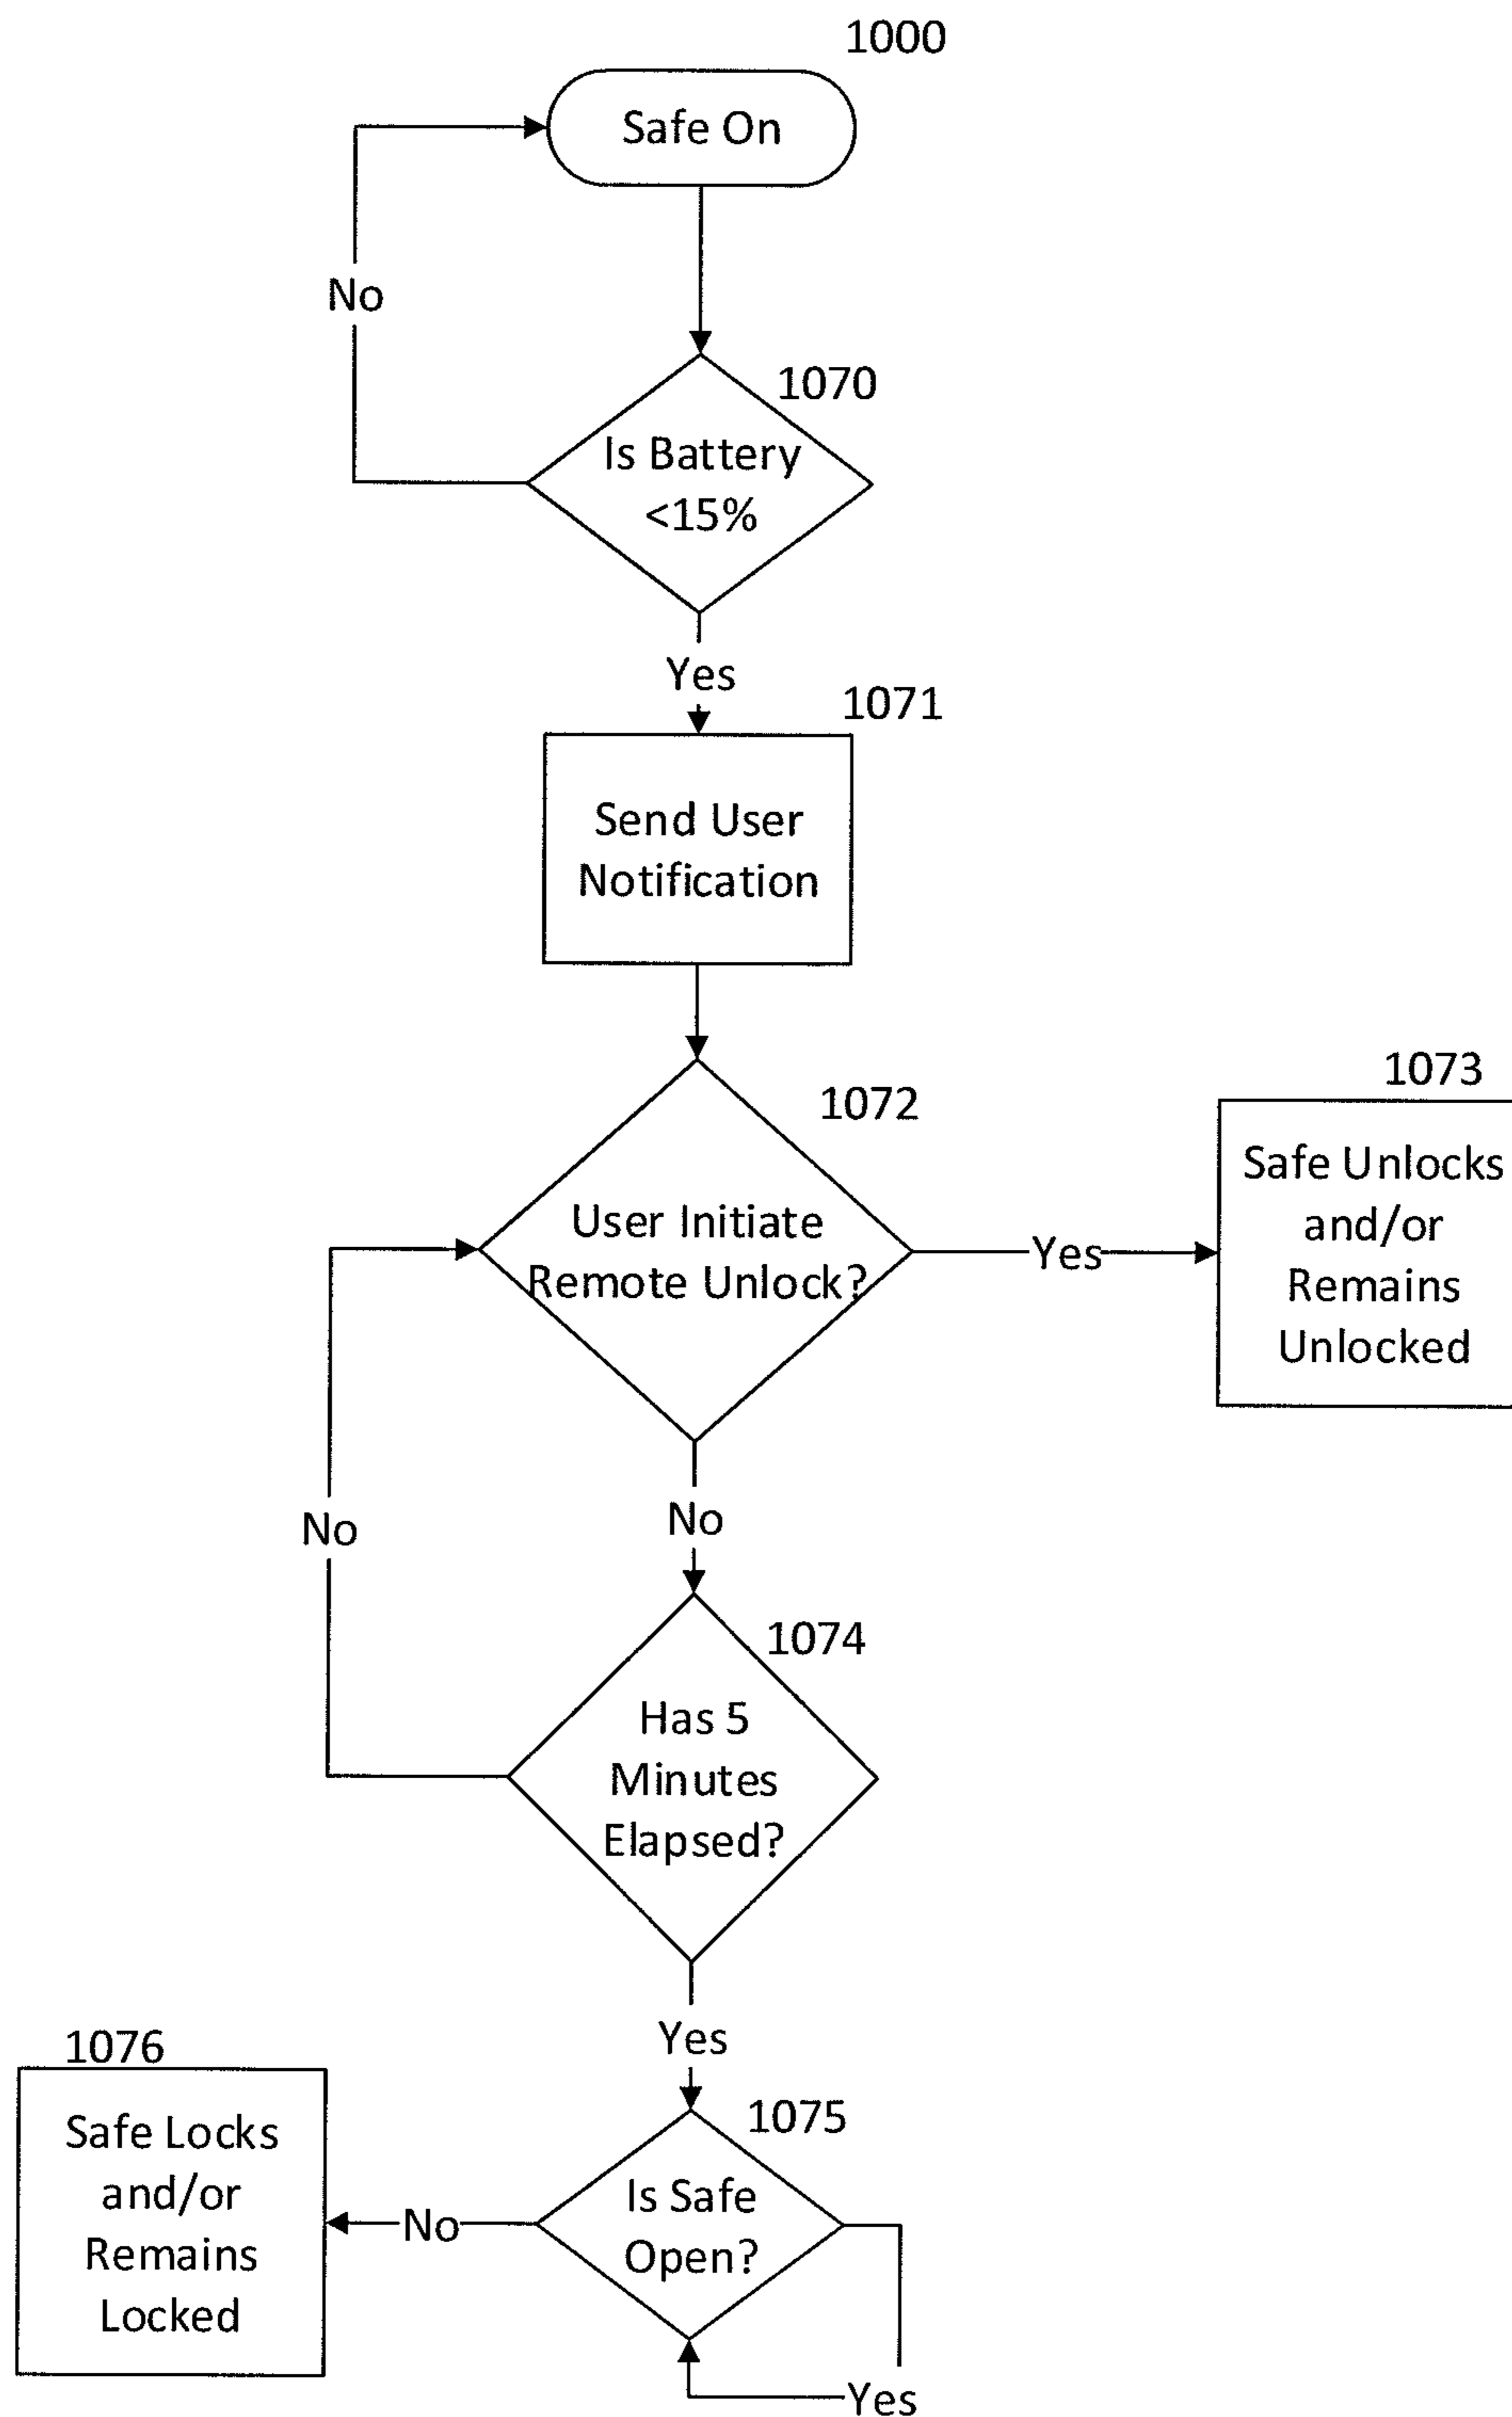 1000
Safe On
No
1070
Is Battery
<15%
Yes
1071
Send User
Notification
1072
User Initiate
Remote Unlock?
Yes
1073
Safe Unlocks
and/or
Remains
Unlocked
No
No
1074
Has 5
Minutes
Elapsed?
Yes
1076
Safe Locks
and/or
Remains
Locked
No
1075
Is Safe
Open?
Yes